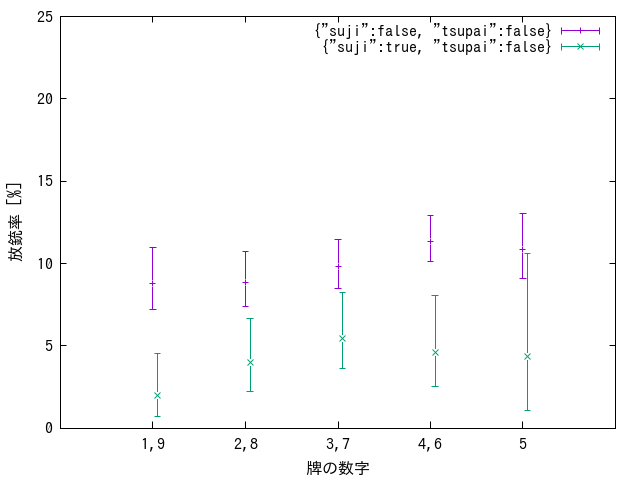 25
20
15
10
5
0
放銃率 [%]
{"suji":false, "tsupai":false}
{"suji":true, "tsupai":false}
1,9 2,8 3,7 4,6 5
牌の数字